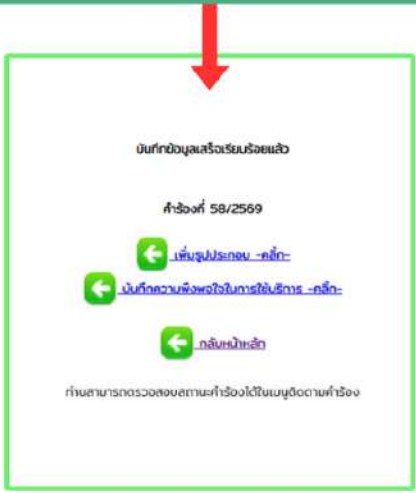 บันทึกข้อมูลเสร็จเรียบร้อยแล้ว
คำร้องที่ 58/2569
เพิ่มรูปประกอบ -คลิ๊ก-
บันทึกความพึงพอใจในการใช้บริการ -คลิ๊ก-
กลับหน้าหลัก
ท่านสามารถตรวจสอบสถานะคำร้องได้ในเมนูติดตามคำร้อง